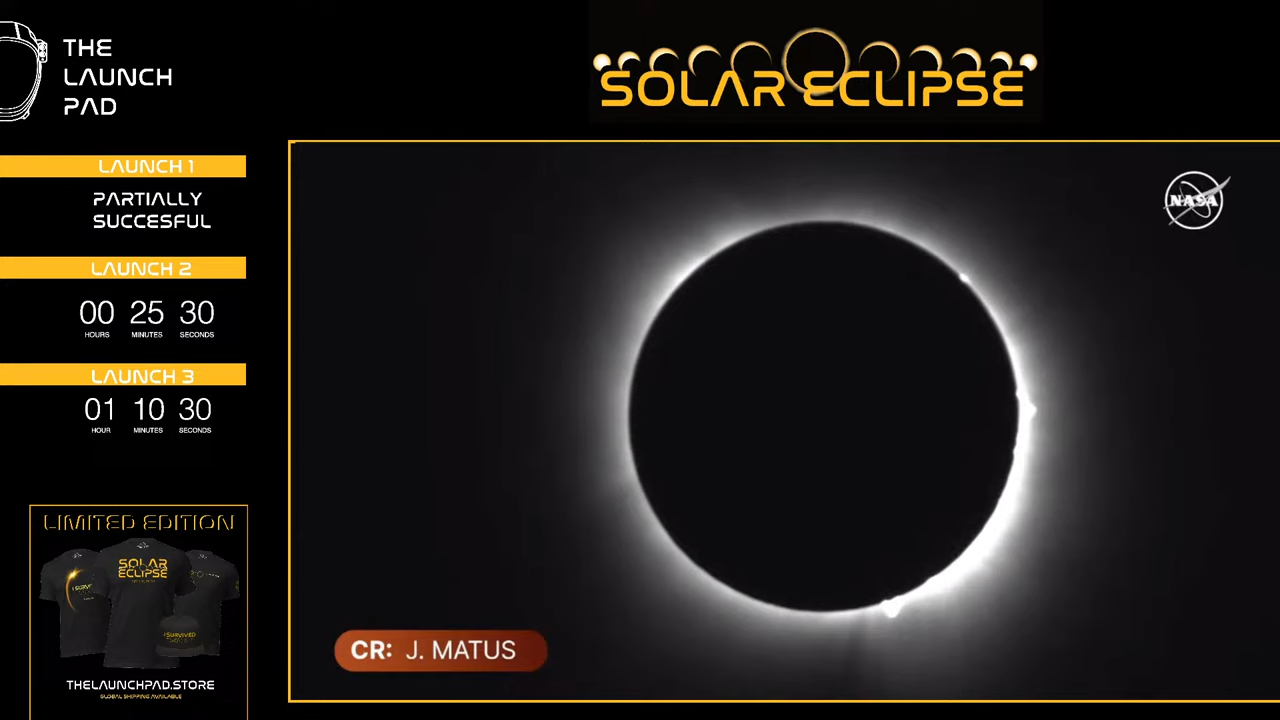 THE
LAUNCH
PAD
SOLAR ECLIPSE
LAUNCH 1
PARTIALLY
SUCCESFUL
LAUNCH 2
00 25 30
HOURS MINUTES SECONDS
LAUNCH 3
01 10 30
HOUR MINUTES SECONDS
NASA
LIMITED EDITION
SOLAR
ECLIPSE
THELAUNCHPAD.STORE
GLOBAL SHIPPING AVAILABLE
CR: J. MATUS